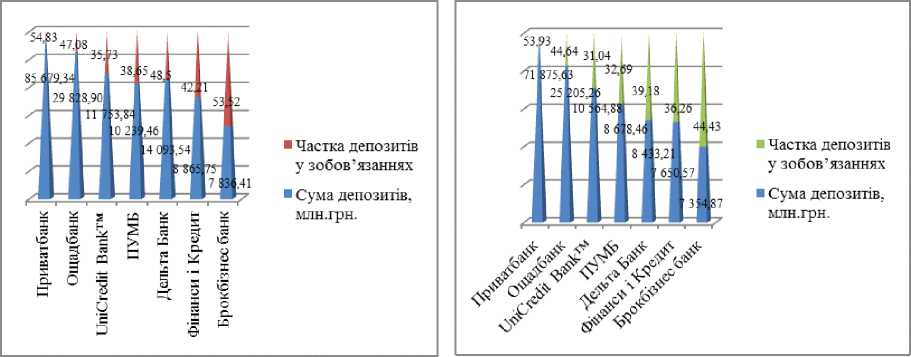 54,83
47,08
35,73
38,65
48,5
42,21
53,52
85 679,34
29 828,90
11 753,84
10 239,46
14 093,54
8 865,75
7 836,41
Частка депозитів
у зобов’язаннях
Сума депозитів,
млн.грн.
Приватбанк
Ощадбанк
UniCredit Bank™
ПУМБ
Дельта Банк
Фінанси і Кредит
Брокбізнес банк
53,93
44,64
31,04
32,69
39,18
36,26
44,43
71 875,63
25 205,26
10 564,88
8 678,46
8 433,21
7 650,57
7 354,87
Частка депозитів
у зобов’язаннях
Сума депозитів,
млн.грн.
Приватбанк
Ощадбанк
UniCredit Bank™
ПУМБ
Дельта Банк
Фінанси і Кредит
Брокбізнес банк